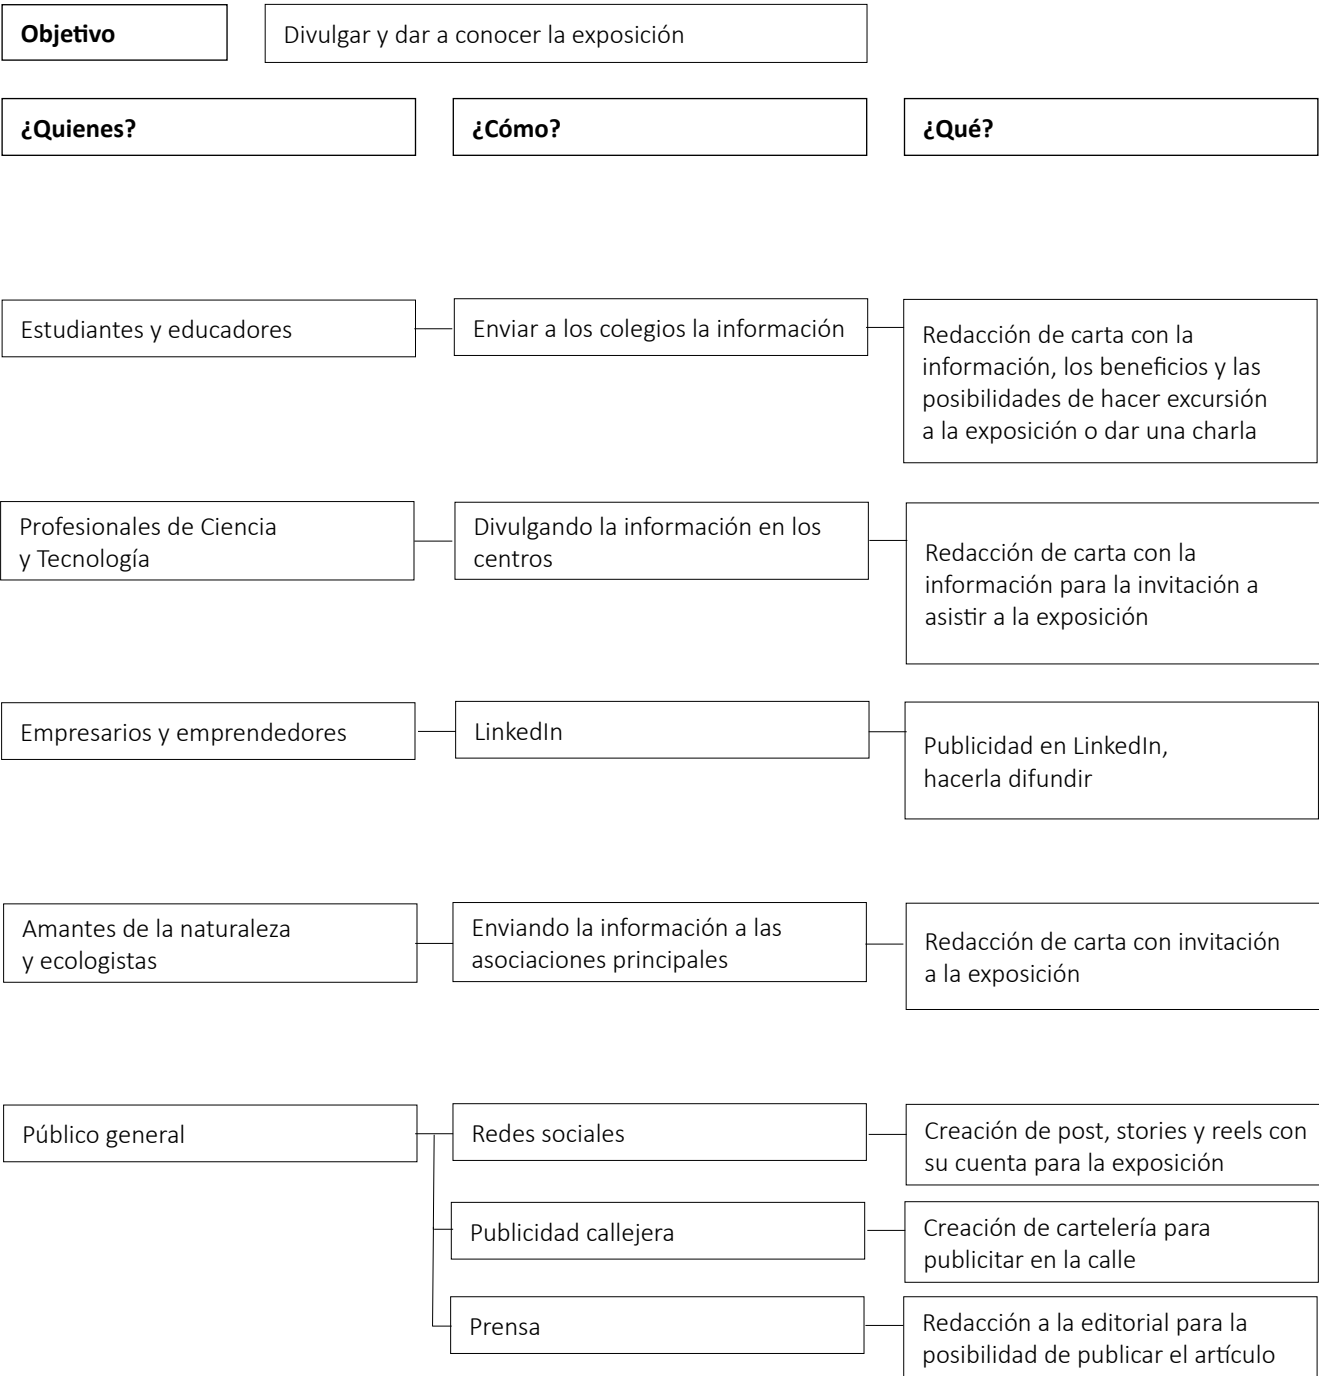 Objetivo
Divulgar y dar a conocer la exposición
¿Quienes?
¿Cómo?
¿Qué?
Estudiantes y educadores
Enviar a los colegios la información
Redacción de carta con la
información, los beneficios y las
posibilidades de hacer excursión
a la exposición o dar una charla
Profesionales de Ciencia
y Tecnología
Divulgando la información en los
centros
Redacción de carta con la
información para la invitación a
asistir a la exposición
Empresarios y emprendedores
LinkedIn
Publicidad en LinkedIn,
hacerla difundir
Amantes de la naturaleza
y ecologistas
Enviando la información a las
asociaciones principales
Redacción de carta con invitación
a la exposición
Público general
Redes sociales
Creación de post, stories y reels con
su cuenta para la exposición
Publicidad callejera
Creación de cartelería para
publicitar en la calle
Prensa
Redacción a la editorial para la
posibilidad de publicar el artículo